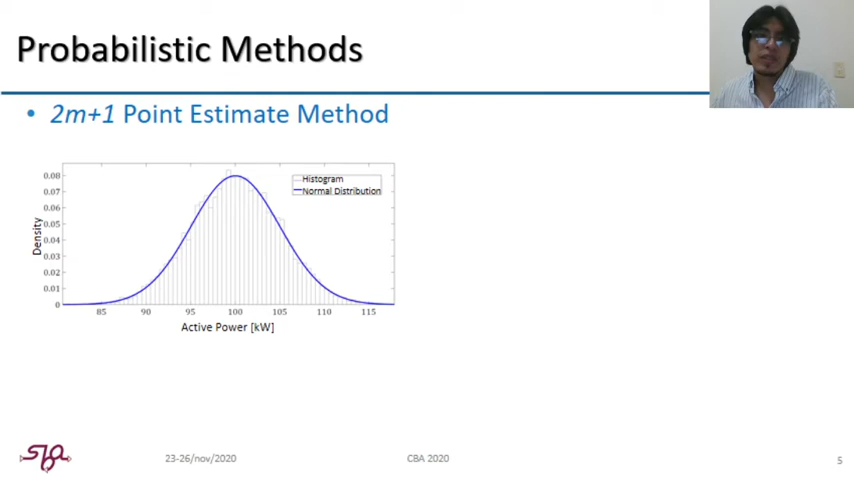 Probabilistic Methods
• 2m+1 Point Estimate Method
Histogram
Normal Distribution
0.08
0.07
0.06
0.05
0.04
0.03
0.02
0.01
0
Density
85 90 95 100 105 110 115
Active Power [kW]
sba
23-26/nov/2020
CBA 2020
5